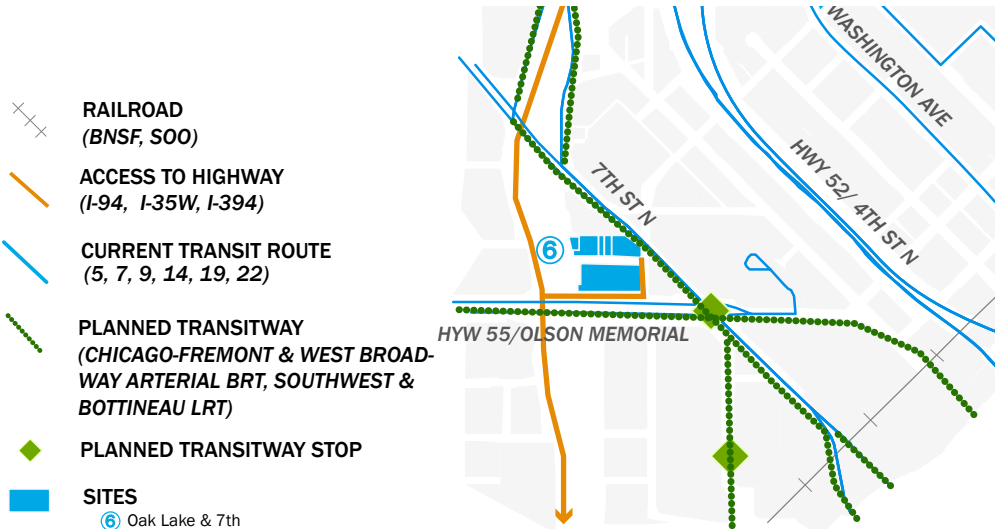 RAILROAD
(BNSF, SOO)
ACCESS TO HIGHWAY
(I-94, I-35W, I-394)
CURRENT TRANSIT ROUTE
(5, 7, 9, 14, 19, 22)
PLANNED TRANSITWAY
(CHICAGO-FREMONT & WEST BROAD-
WAY ARTERIAL BRT, SOUTHWEST &
BOTTINEAU LRT)
PLANNED TRANSITWAY STOP
SITES
6 Oak Lake & 7th
WASHINGTON AVE
HWY 52/ 4TH ST N
7TH ST N
6
HYW 55/OLSON MEMORIAL